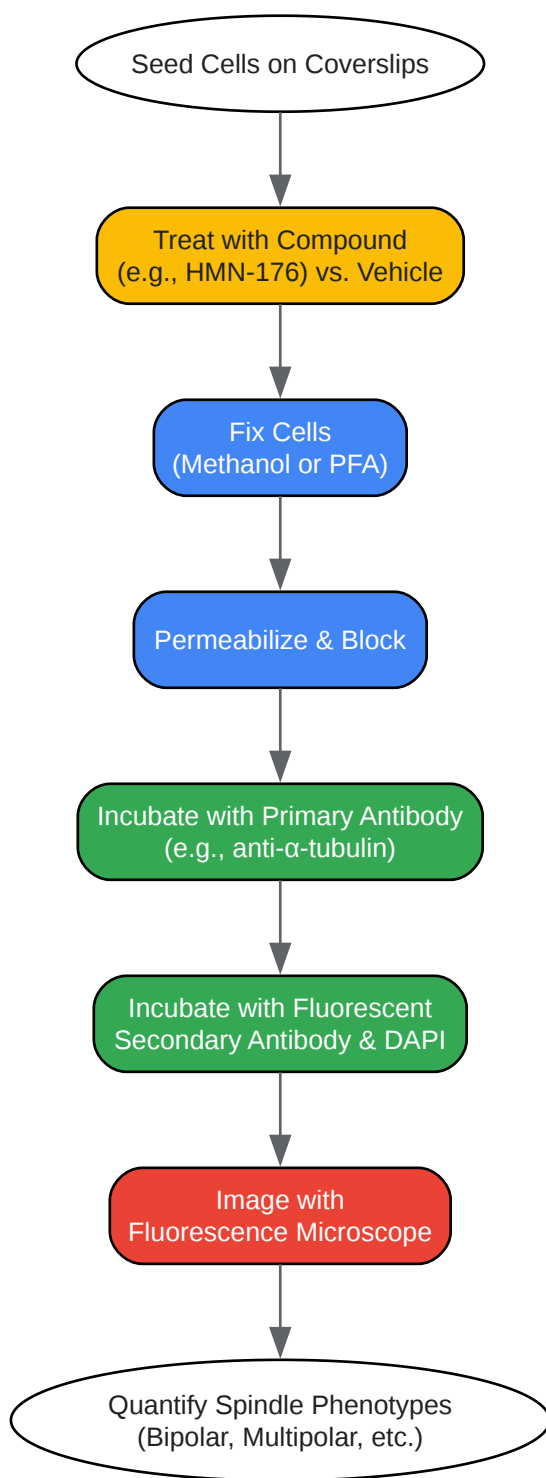 Seed Cells on Coverslips
Treat with Compound
(e.g., HMN-176) vs. Vehicle
Fix Cells
(Methanol or PFA)
Permeabilize & Block
Incubate with Primary Antibody
(e.g., anti-α-tubulin)
Incubate with Fluorescent
Secondary Antibody & DAPI
Image with
Fluorescence Microscope
Quantify Spindle Phenotypes
(Bipolar, Multipolar, etc.)